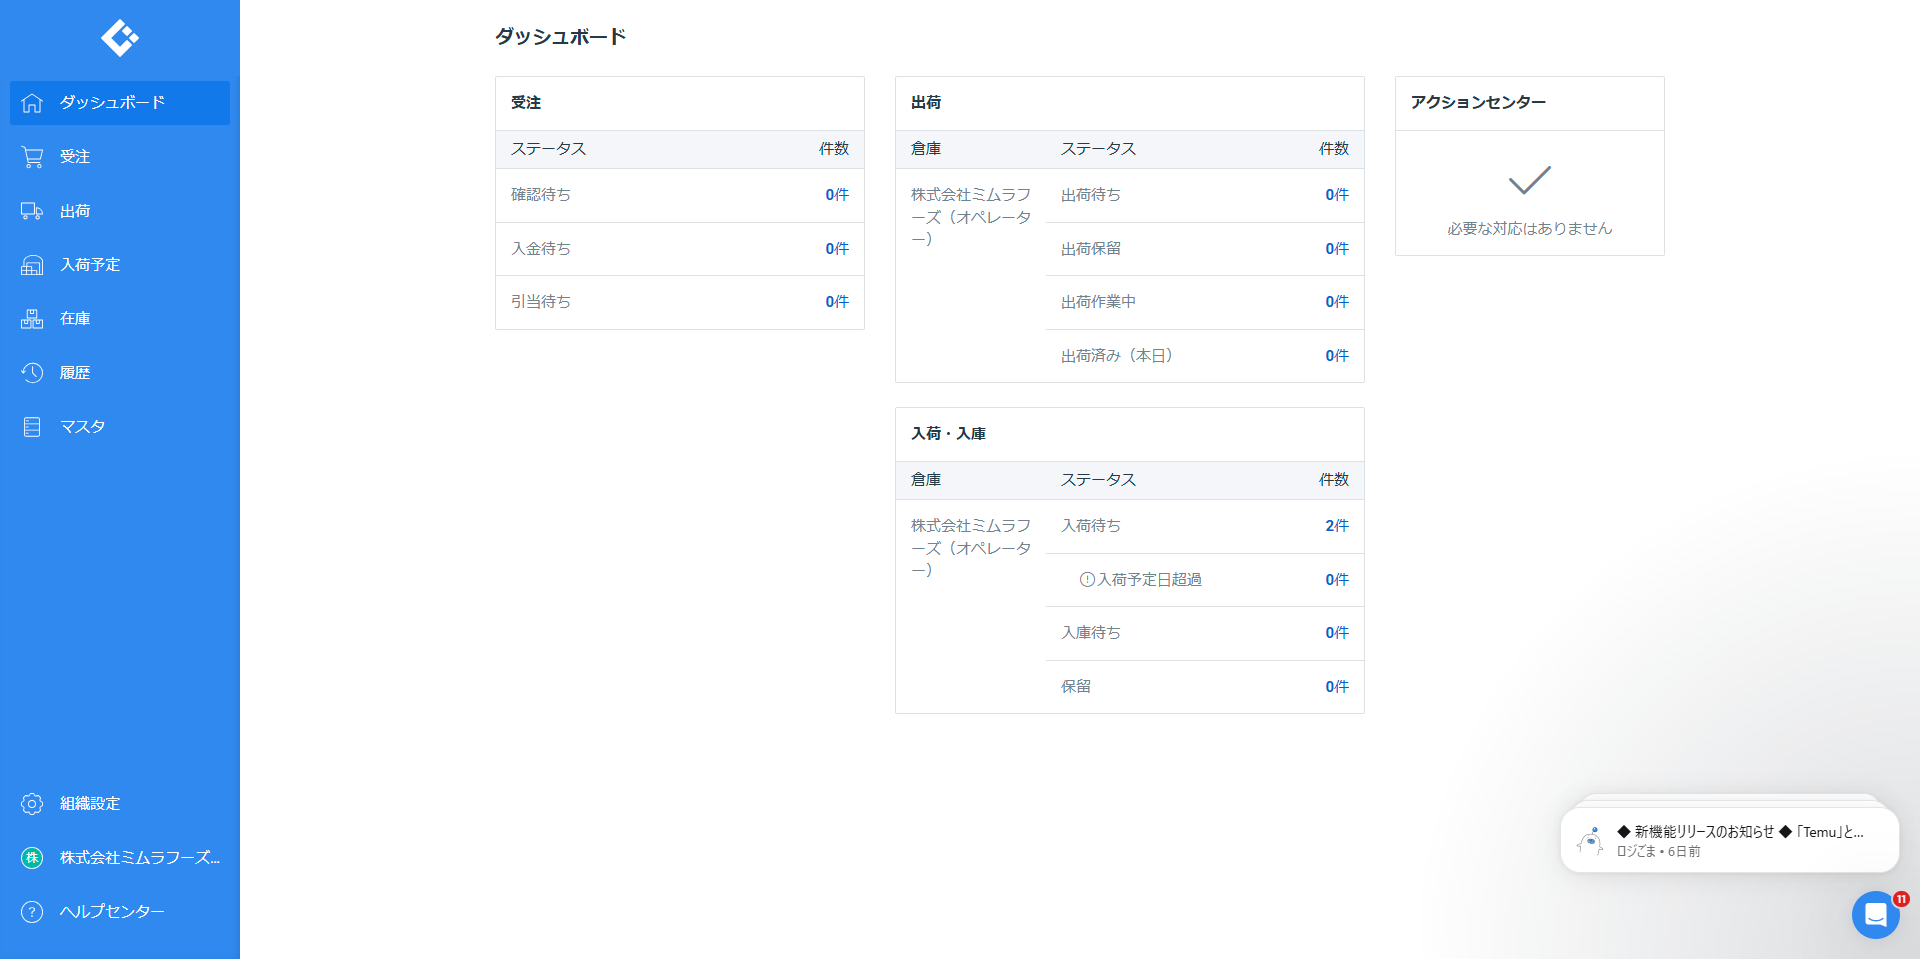 ダッシュボード
受注
出荷
入荷予定
在庫
履歴
マスタ
組織設定
株 株式会社ミムラフーズ...
? ヘルプセンター
ダッシュボード
受注
ステータス 件数
確認待ち 0件
入金待ち 0件
引当待ち 0件
出荷
倉庫 ステータス 件数
株式会社ミムラフ
ーズ（オペレータ
ー）
出荷待ち 0件
出荷保留 0件
出荷作業中 0件
出荷済み（本日） 0件
入荷・入庫
倉庫 ステータス 件数
株式会社ミムラフ
ーズ（オペレータ
ー）
入荷待ち 2件
入荷予定日超過 0件
入庫待ち 0件
保留 0件
アクションセンター
必要な対応はありません
◆ 新機能リリースのお知らせ ◆「Temu」と...
ロジごま • 6日前
11